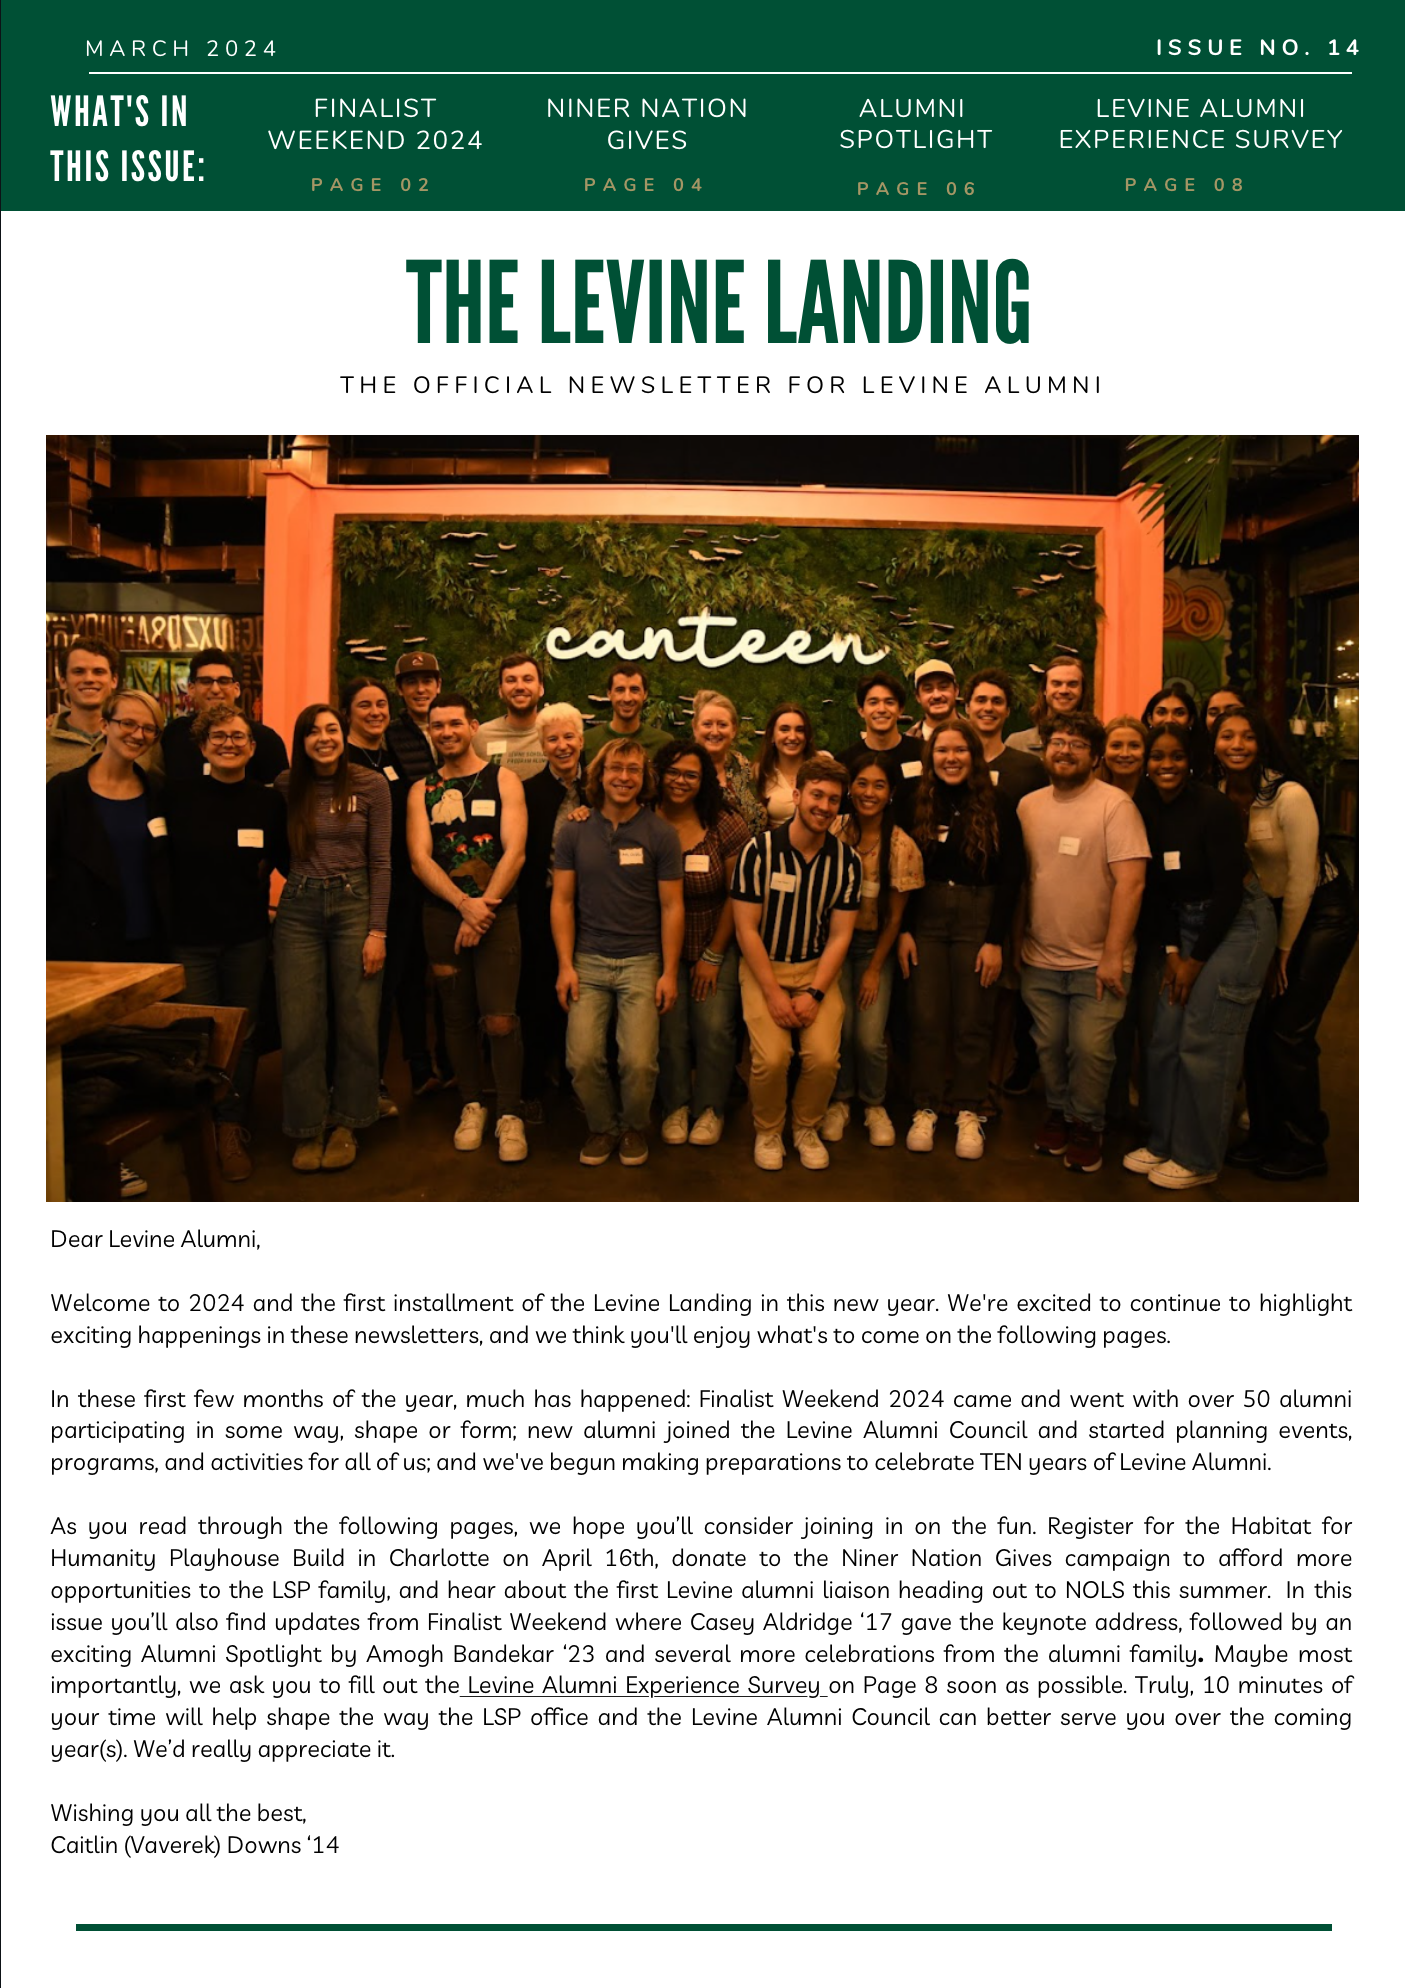 MARCH 2024
ISSUE NO. 14
WHAT'S IN
THIS ISSUE:
FINALIST
WEEKEND 2024
PAGE 02
NINER NATION
GIVES
PAGE 04
ALUMNI
SPOTLIGHT
PAGE 06
LEVINE ALUMNI
EXPERIENCE SURVEY
PAGE 08
THE LEVINE LANDING
THE OFFICIAL NEWSLETTER FOR LEVINE ALUMNI
canteen
Dear Levine Alumni,
Welcome to 2024 and the first installment of the Levine Landing in this new year. We're excited to continue to highlight
exciting happenings in these newsletters, and we think you'll enjoy what's to come on the following pages.
In these first few months of the year, much has happened: Finalist Weekend 2024 came and went with over 50 alumni
participating in some way, shape or form; new alumni joined the Levine Alumni Council and started planning events,
programs, and activities for all of us; and we've begun making preparations to celebrate TEN years of Levine Alumni.
As you read through the following pages, we hope you’ll consider joining in on the fun. Register for the Habitat for
Humanity Playhouse Build in Charlotte on April 16th, donate to the Niner Nation Gives campaign to afford more
opportunities to the LSP family, and hear about the first Levine alumni liaison heading out to NOLS this summer. In this
issue you’ll also find updates from Finalist Weekend where Casey Aldridge ‘17 gave the keynote address, followed by an
exciting Alumni Spotlight by Amogh Bandekar ‘23 and several more celebrations from the alumni family. Maybe most
importantly, we ask you to fill out the Levine Alumni Experience Survey on Page 8 soon as possible. Truly, 10 minutes of
your time will help shape the way the LSP office and the Levine Alumni Council can better serve you over the coming
year(s). We’d really appreciate it.
Wishing you all the best,
Caitlin (Vaverek) Downs ‘14